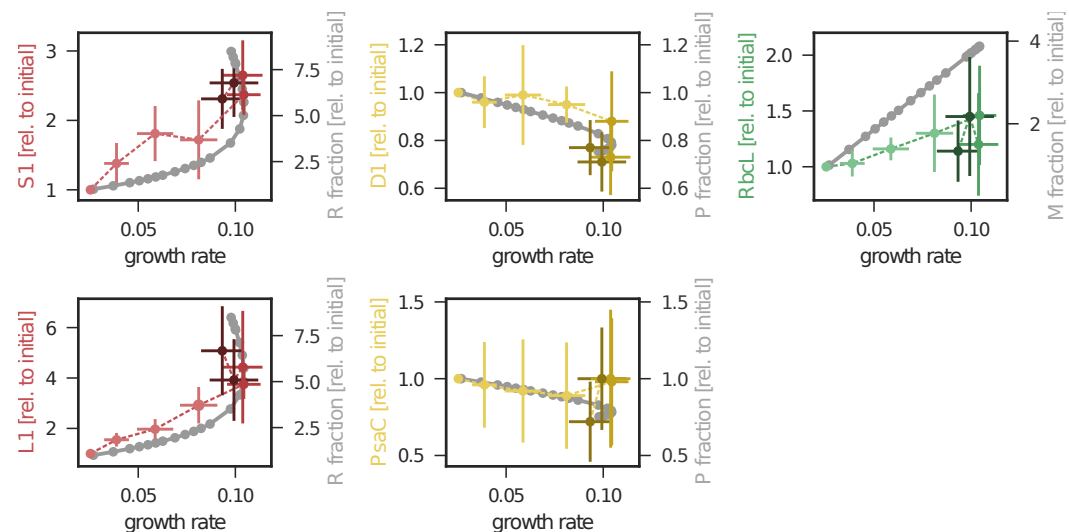 S1 [rel. to initial]
3
2
1
7.5
5.0
2.5
R fraction [rel. to initial]
0.05 0.10
growth rate
D1 [rel. to initial]
1.2
1.0
0.8
0.6
1.2
1.0
0.8
0.6
P fraction [rel. to initial]
0.05 0.10
growth rate
RbcL [rel. to initial]
2.0
1.5
1.0
4
2
M fraction [rel. to initial]
0.05 0.10
growth rate
L1 [rel. to initial]
6
4
2
7.5
5.0
2.5
R fraction [rel. to initial]
0.05 0.10
growth rate
PsaC [rel. to initial]
1.5
1.0
0.5
1.5
1.0
0.5
P fraction [rel. to initial]
0.05 0.10
growth rate